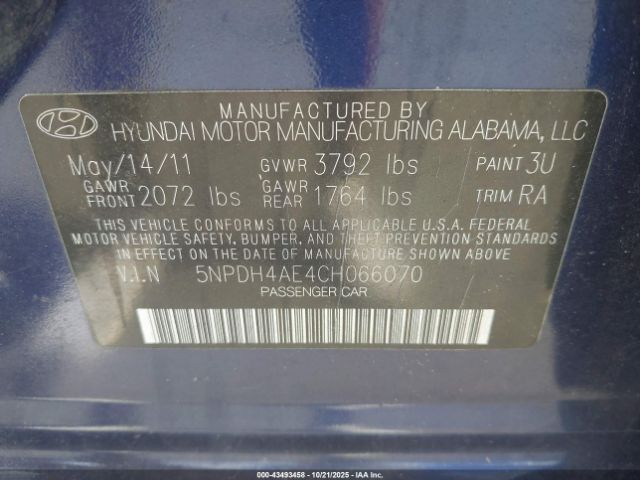 MANUFACTURED BY
HYUNDAI MOTOR MANUFACTURING ALABAMA, LLC
May/14/11 GVWR 3792 lbs PAINT 3U
GAWR FRONT 2072 lbs GAWR REAR 1764 lbs TRIM RA
THIS VEHICLE CONFORMS TO ALL APPLICABLE U.S.A. FEDERAL
MOTOR VEHICLE SAFETY, BUMPER, AND THEFT PREVENTION STANDARDS
IN EFFECT ON THE DATE OF MANUFACTURE SHOWN ABOVE.
V.I.N 5NPDH4AE4CH066070
PASSENGER CAR
000-43493458 - 10/21/2025 - IAAI, Inc.